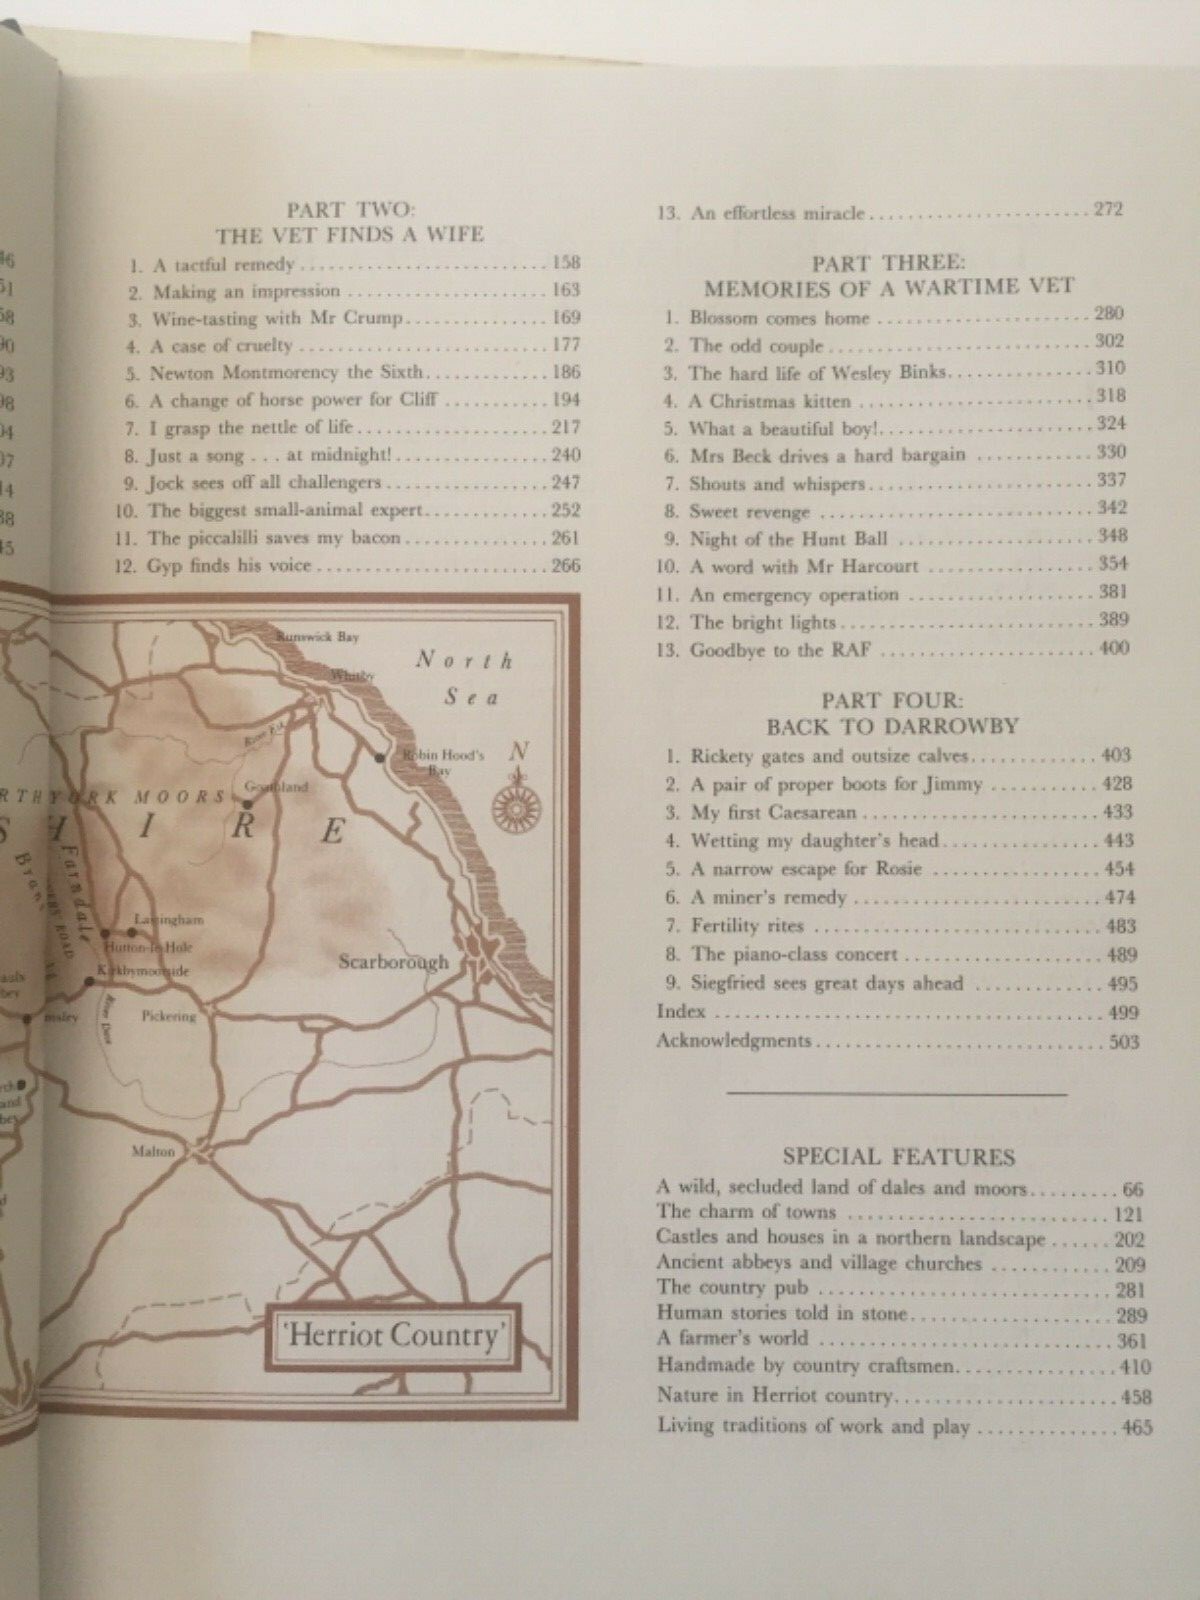 PART TWO:
THE VET FINDS A WIFE
1. A tactful remedy ........................ 158
2. Making an impression .................... 163
3. Wine-tasting with Mr Crump ................ 169
4. A case of cruelty ........................ 177
5. Newton Montmorency the Sixth ............. 186
6. A change of horse power for Cliff ........... 194
7. I grasp the nettle of life ................... 217
8. Just a song . . . at midnight! ............... 240
9. Jock sees off all challengers ................ 247
10. The biggest small-animal expert ............. 252
11. The piccalilli saves my bacon ............... 261
12. Gyp finds his voice ....................... 266
13. An effortless miracle ....................... 272
PART THREE:
MEMORIES OF A WARTIME VET
1. Blossom comes home ..................... 280
2. The odd couple .......................... 302
3. The hard life of Wesley Binks .............. 310
4. A Christmas kitten ....................... 318
5. What a beautiful boy! ..................... 324
6. Mrs Beck drives a hard bargain ............ 330
7. Shouts and whispers ...................... 337
8. Sweet revenge ........................... 342
9. Night of the Hunt Ball ................... 348
10. A word with Mr Harcourt ................ 354
11. An emergency operation .................. 381
12. The bright lights ......................... 389
13. Goodbye to the RAF ..................... 400
PART FOUR:
BACK TO DARROWBY
1. Rickety gates and outsize calves ............. 403
2. A pair of proper boots for Jimmy ........... 428
3. My first Caesarean ....................... 433
4. Wetting my daughter's head ................ 443
5. A narrow escape for Rosie ................ 454
6. A miner's remedy ........................ 474
7. Fertility rites ............................ 483
8. The piano-class concert .................... 489
9. Siegfried sees great days ahead ............ 495
Index .................................... 499
Acknowledgments ........................... 503
SPECIAL FEATURES
A wild, secluded land of dales and moors ......... 66
The charm of towns ........................ 121
Castles and houses in a northern landscape ...... 202
Ancient abbeys and village churches ........... 209
The country pub ........................... 281
Human stories told in stone .................. 289
A farmer's world .......................... 361
Handmade by country craftsmen ............... 410
Nature in Herriot country .................... 458
Living traditions of work and play ............. 465
Runswick Bay
North
Sea
Whitby
N
Robin Hood's
Bay
Goathland
YORK MOORS
H I R E
Farndale
Lastingham
Hutton-le-Hole
Kirkbymoorside
Scarborough
Pickering
Malton
'Herriot Country'